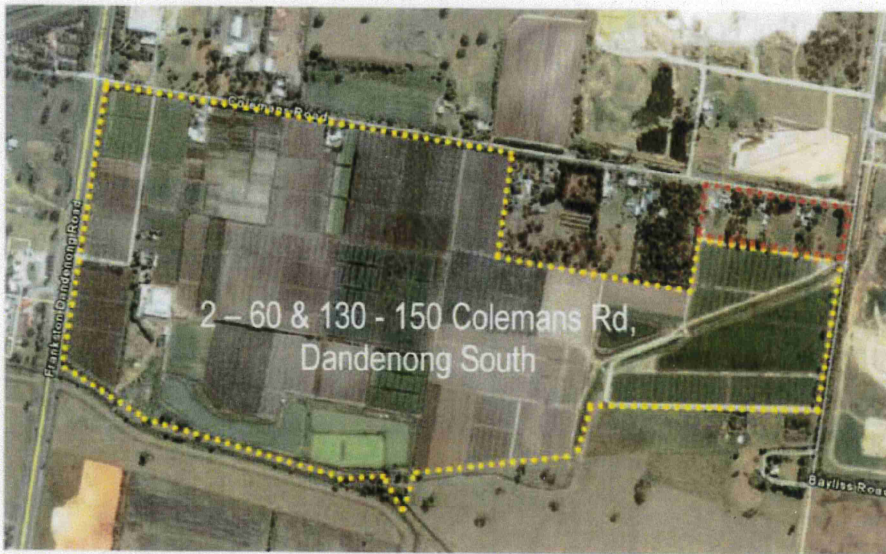 Colemans Road
Frankston Dandenong Road
2 – 60 & 130 - 150 Colemans Rd,
Dandenong South
Bayliss Road